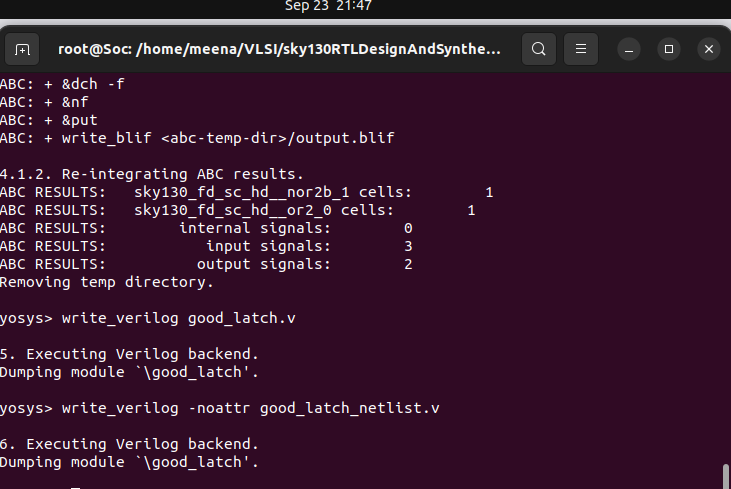 Sep 23 21:47
root@Soc: /home/meena/VLSI/sky130RTLDesignAndSynthe...
ABC: + &dch -f
ABC: + &nf
ABC: + &put
ABC: + write_blif <abc-temp-dir>/output.blif
4.1.2. Re-integrating ABC results.
ABC RESULTS:   sky130_fd_sc_hd__nor2b_1 cells:        1
ABC RESULTS:   sky130_fd_sc_hd__or2_0 cells:        1
ABC RESULTS:        internal signals:        0
ABC RESULTS:           input signals:        3
ABC RESULTS:          output signals:        2
Removing temp directory.
yosys> write_verilog good_latch.v
5. Executing Verilog backend.
Dumping module `\good_latch'.
yosys> write_verilog -noattr good_latch_netlist.v
6. Executing Verilog backend.
Dumping module `\good_latch'.